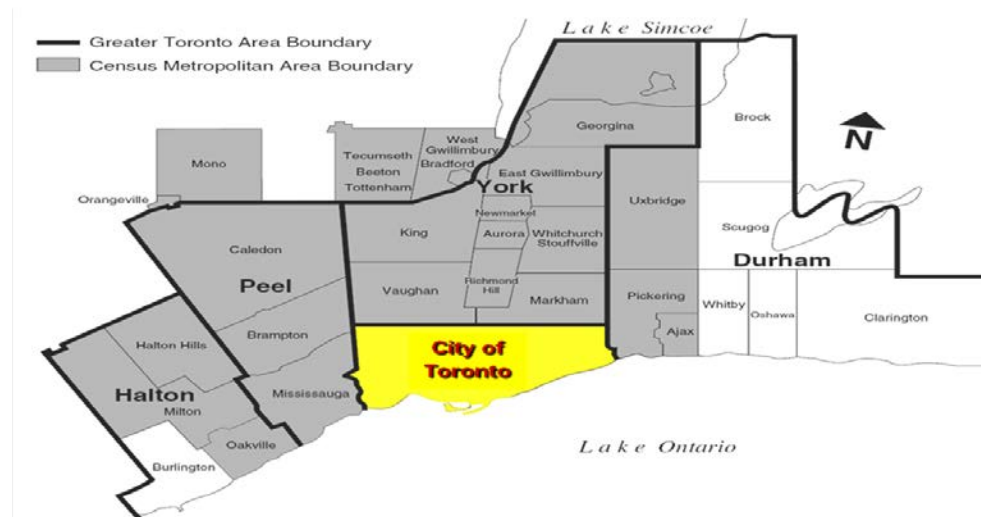 Lake Simcoe
Greater Toronto Area Boundary
Census Metropolitan Area Boundary
Brock
N
Georgina
West
Gwillimbury
Bradford
Tecumseth
Beeton
Tottenham
Mono
East Gwillimbury
York
Orangeville
Uxbridge
Newmarket
Scugog
King
Aurora
Whitchurch
Stouffville
Caledon
Durham
Peel
Vaughan
Richmond
Hill
Markham
Pickering
Whitby
Oshawa
Clarington
Ajax
Brampton
Halton Hills
City of
Toronto
Halton
Mississauga
Milton
Oakville
Lake Ontario
Burlington